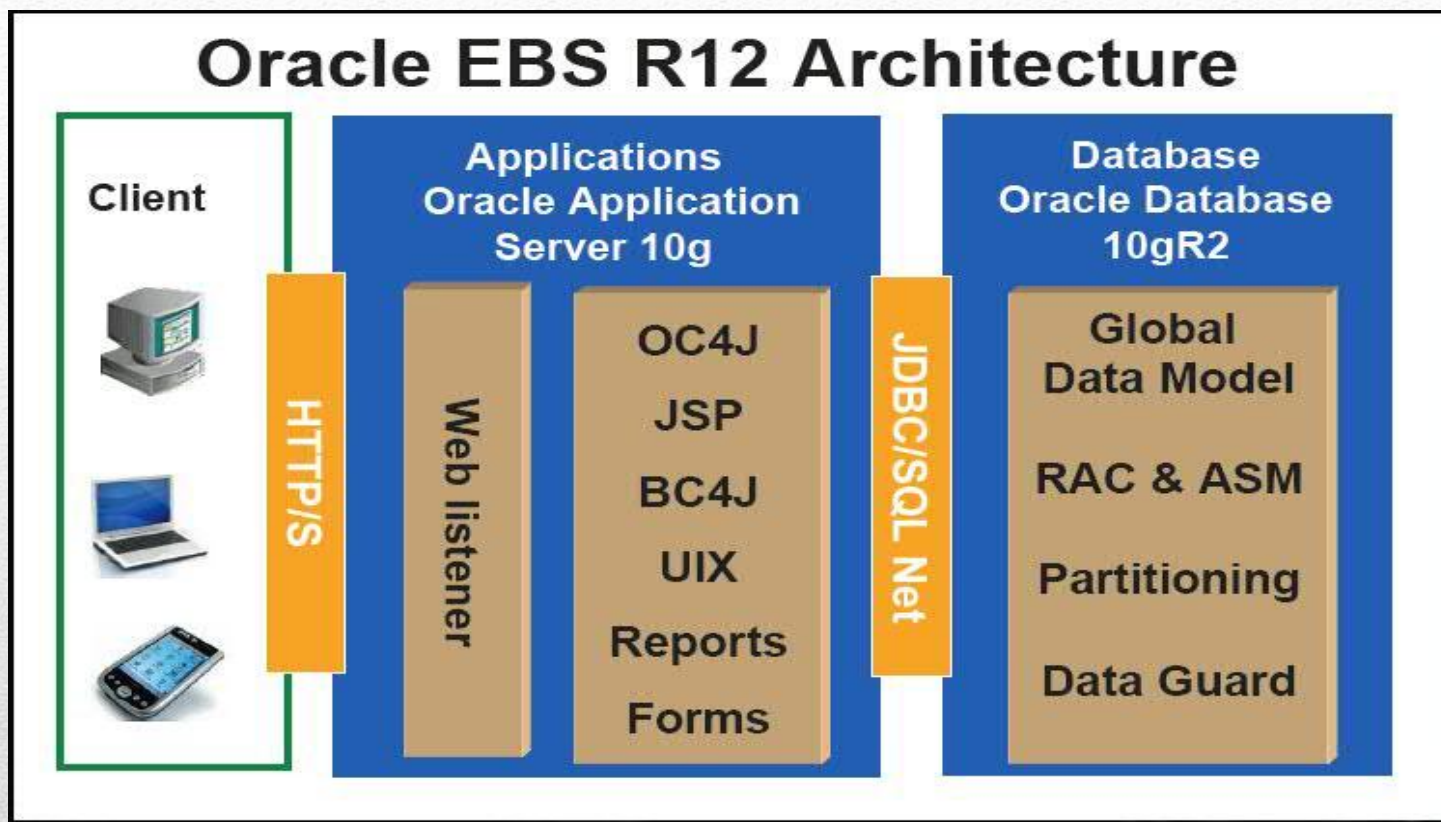 Oracle EBS R12 Architecture
Client
HTTP/S
Applications
Oracle Application
Server 10g
Web listener
OC4J
JSP
BC4J
UIX
Reports
Forms
JDBC/SQL Net
Database
Oracle Database
10gR2
Global
Data Model
RAC & ASM
Partitioning
Data Guard